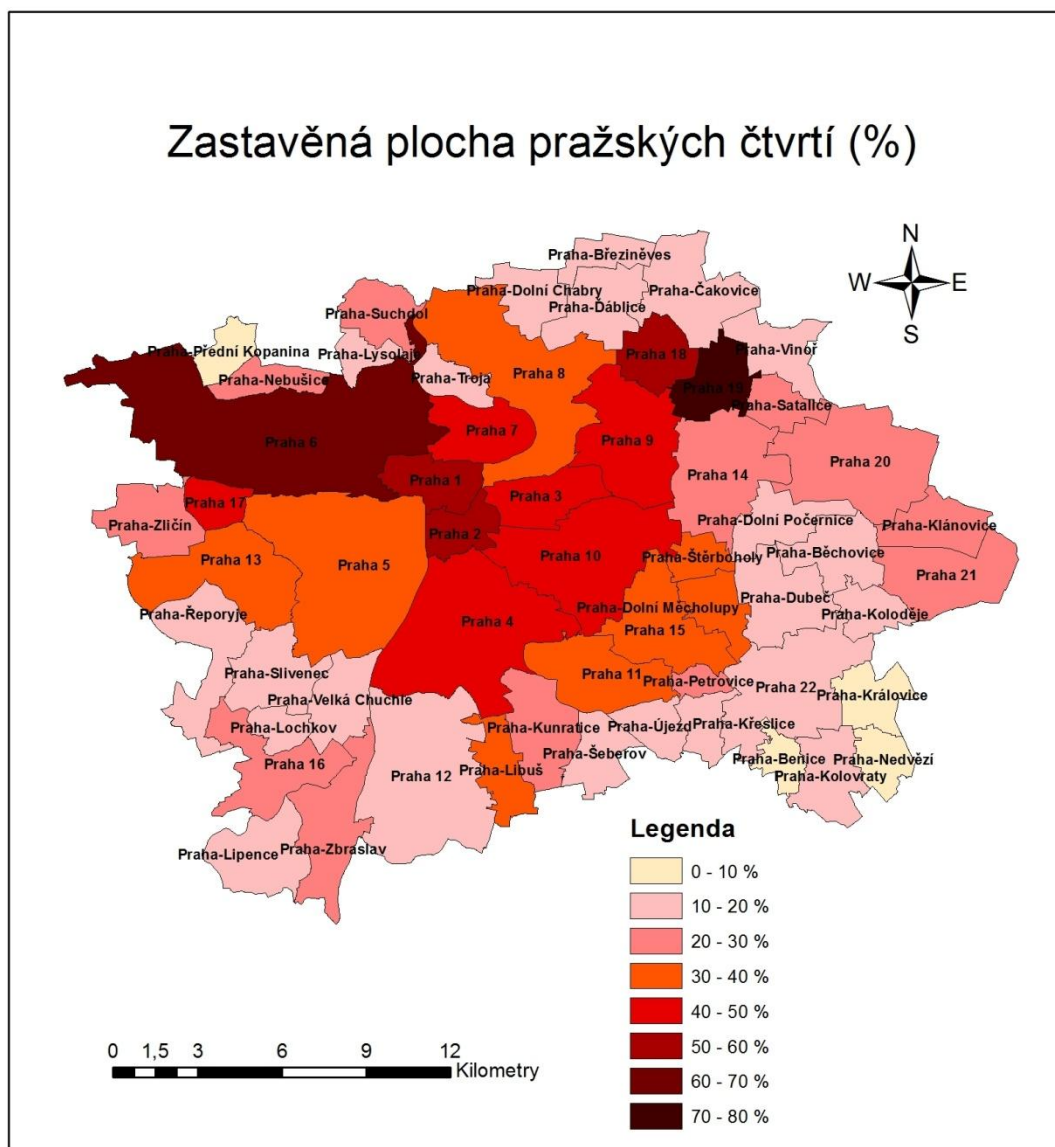 Zastavěná plocha pražských čtvrtí (%)
N
W E
S
Praha-Březiněves
Praha-Dolní Chabry
Praha-Čakovice
Praha-Ďáblice
Praha-Suchdol
Praha-Přední Kopanina
Praha-Lysolaje
Praha 18
Praha-Vinoř
Praha-Nebušice
Praha-Troja
Praha 8
Praha 19
Praha-Satalice
Praha 6
Praha 7
Praha 9
Praha 20
Praha 1
Praha 14
Praha 17
Praha 3
Praha-Zličín
Praha 2
Praha-Dolní Počernice
Praha-Klánovice
Praha 13
Praha 5
Praha 10
Praha-Štěrboholy
Praha-Běchovice
Praha 21
Praha-Řeporyje
Praha-Dolní Měcholupy
Praha-Dubeč
Praha-Koloděje
Praha 4
Praha 15
Praha-Slivenec
Praha 11
Praha-Petrovice
Praha 22
Praha-Královice
Praha-Velká Chuchle
Praha-Lochkov
Praha-Kunratice
Praha-Újezd
Praha-Křeslice
Praha-Šeberov
Praha 16
Praha 12
Praha-Libuš
Praha-Benice
Praha-Nedvězí
Praha-Kolovraty
Praha-Lipence
Praha-Zbraslav
Legenda
0 - 10 %
10 - 20 %
20 - 30 %
30 - 40 %
40 - 50 %
50 - 60 %
60 - 70 %
70 - 80 %
0 1,5 3 6 9 12
Kilometry